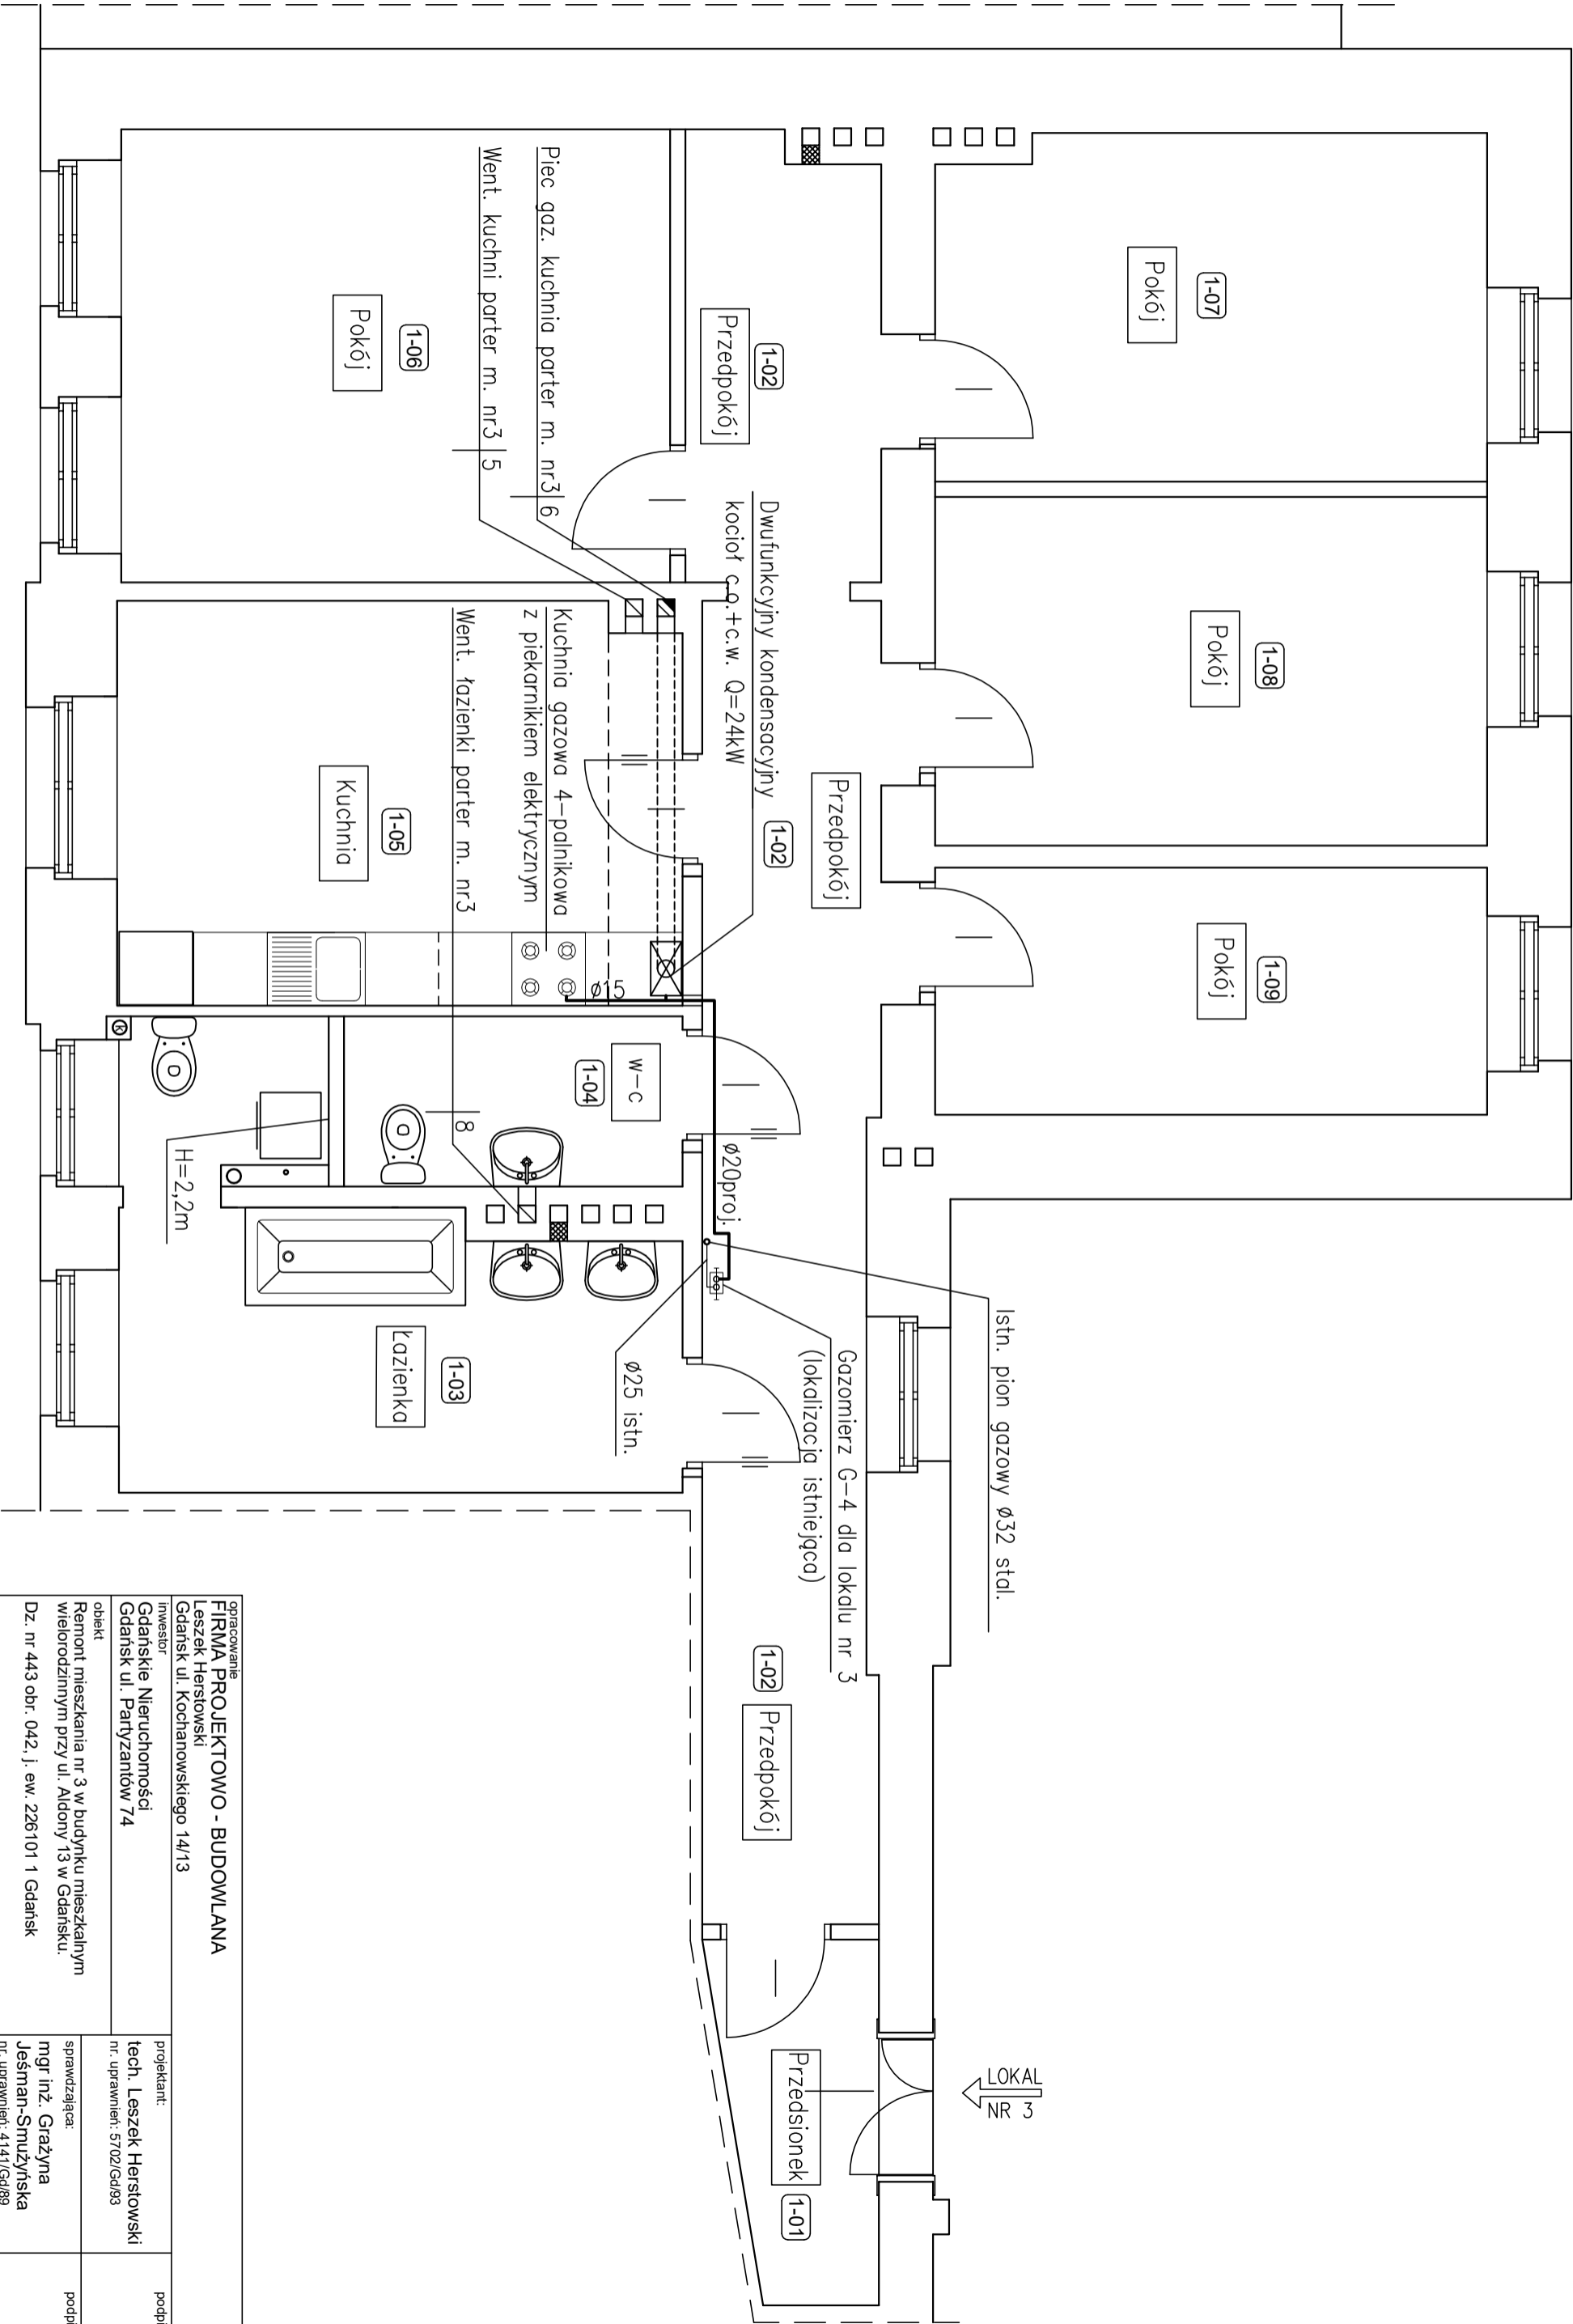 1-07
Pokój
1-08
Pokój
1-09
Pokój
Istn. pion gazowy ø32 stal.
LOKAL
NR 3
Gazomierz G-4 dla lokalu nr 3
(lokalizacja istniejąca)
1-02
Przedpokój
Przedpokój
1-02
Dwufunkcyjny kondensacyjny
kocioł c.o.+c.w. Q=24kW
ø20proj.
1-02
Przedpokój
Przedsionek
1-01
Piec gaz. kuchnia parter m. nr3 6
Went. kuchni parter m. nr3 5
Kuchnia gazowa 4-palnikowa
z piekarnikiem elektrycznym
Went. łazienki parter m. nr3
8
ø15
w-c
1-04
ø25 istn.
1-06
Pokój
1-05
Kuchnia
1-03
Łazienka
H=2,2m
k
opracowanie
FIRMA PROJEKTOWO - BUDOWLANA
Leszek Herstowski
Gdańsk ul. Kochanowskiego 14/13
inwestor
Gdańskie Nieruchomości
Gdańsk ul. Partyzantów 74
obiekt
Remont mieszkania nr 3 w budynku mieszkalnym
wielorodzinnym przy ul. Aldony 13 w Gdańsku.
Dz. nr 443 obr. 042, j. ew. 226101 1 Gdańsk
projektant:
tech. Leszek Herstowski
nr. uprawnień: 5702/Gd/93
sprawdzająca:
mgr inż. Grażyna
Jeśman-Smużyńska
nr. uprawnień: 4141/Gd/89
podpi
podpi